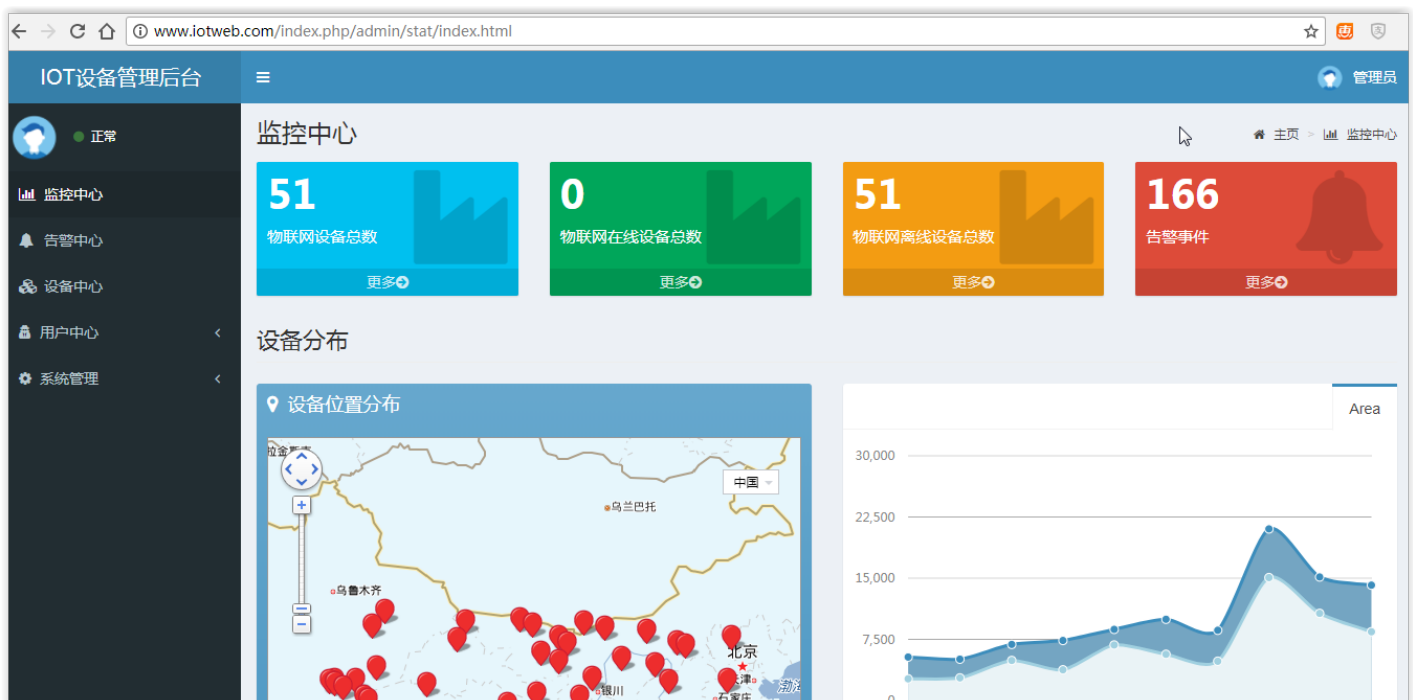 www.iotweb.com/index.php/admin/stat/index.html
IOT设备管理后台
管理员
正常
监控中心
主页 > 监控中心
监控中心
告警中心
设备中心
用户中心
系统管理
51
物联网设备总数
更多
0
物联网在线设备总数
更多
51
物联网离线设备总数
更多
166
告警事件
更多
设备分布
设备位置分布
中国
乌兰巴托
乌鲁木齐
北京
银川
石家庄
Area
30,000
22,500
15,000
7,500
0